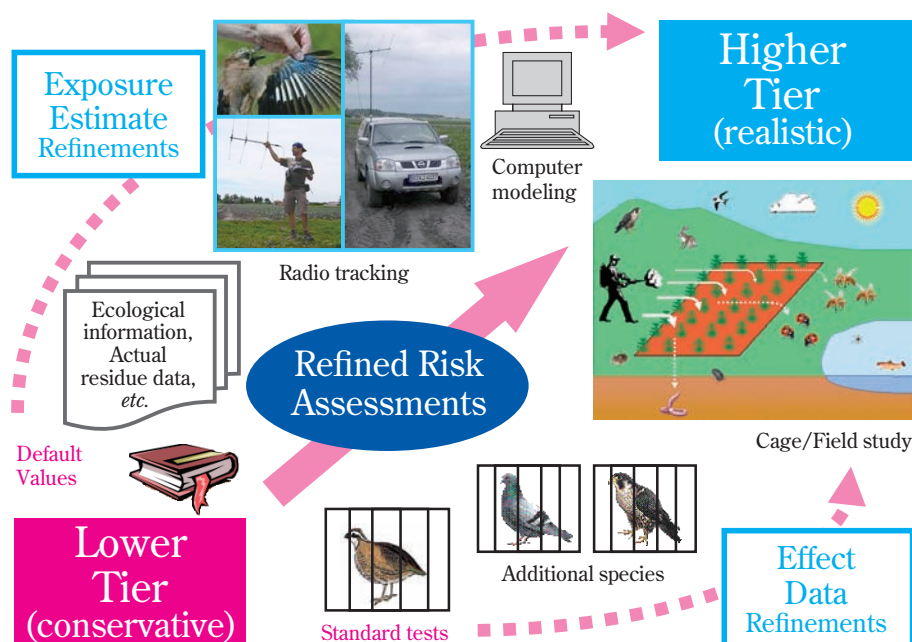 Exposure
Estimate
Refinements
Higher
Tier
(realistic)
Computer
modeling
Radio tracking
Ecological
information,
Actual
residue data,
etc.
Refined Risk
Assessments
Cage/Field study
Default
Values
Lower
Tier
(conservative)
Additional species
Standard tests
Effect
Data
Refinements